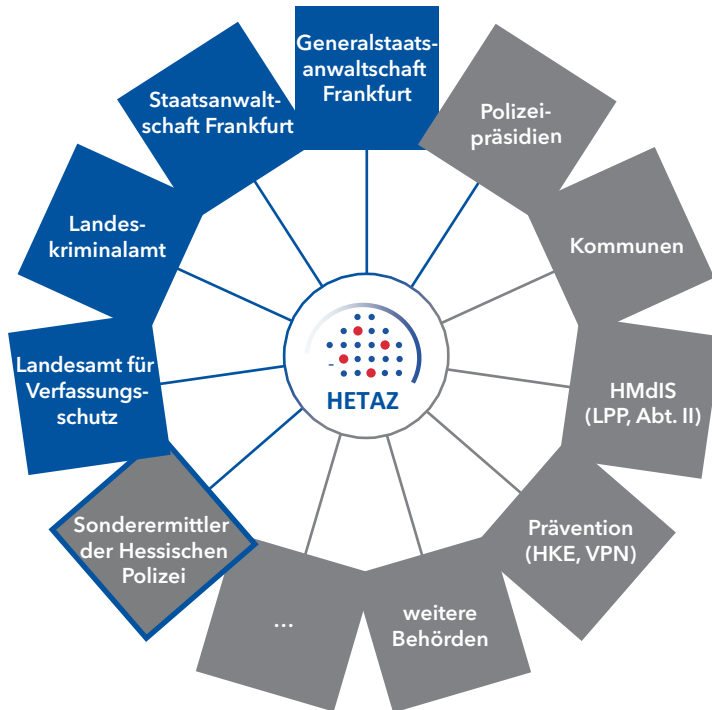 Generalstaats-
anwaltschaft
Frankfurt
Polizei-
präsidien
Kommunen
HMdIS
(LPP, Abt. II)
Prävention
(HKE, VPN)
weitere
Behörden
...
Sonderermittler
der Hessischen
Polizei
Landesamt für
Verfassungs-
schutz
Landes-
kriminalamt
Staatsanwalt-
schaft Frankfurt
HETAZ